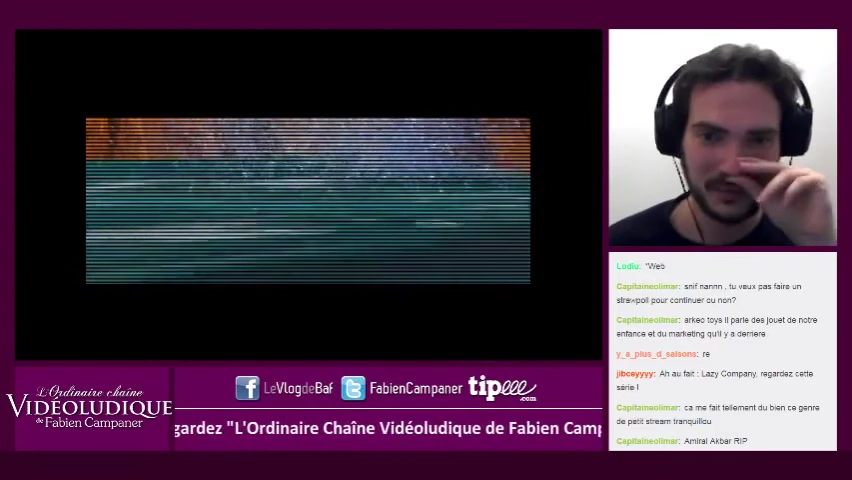 Lodiu: "Web
Capitaineolimar: snif nannn , tu veux pas faire un
strawpoll pour continuer ou non?
Capitaineolimar: arkeo toys il parle des jouet de notre
enfance et du marketing qu'il y a derriere
y_a_plus_d_saisons: re
jibceyyyy: Ah au fait : Lazy Company, regardez cette
série !
Capitaineolimar: ca me fait tellement du bien ce genre
de petit stream tranquillou
Capitaineolimar: Amiral Akbar RIP
L'Ordinaire chaîne
VIDÉOLUDIQUE
de Fabien Campaner
LeVlogdeBaf
FabienCampaner
tipeee
.com
gardez "L'Ordinaire Chaîne Vidéoludique de Fabien Camp